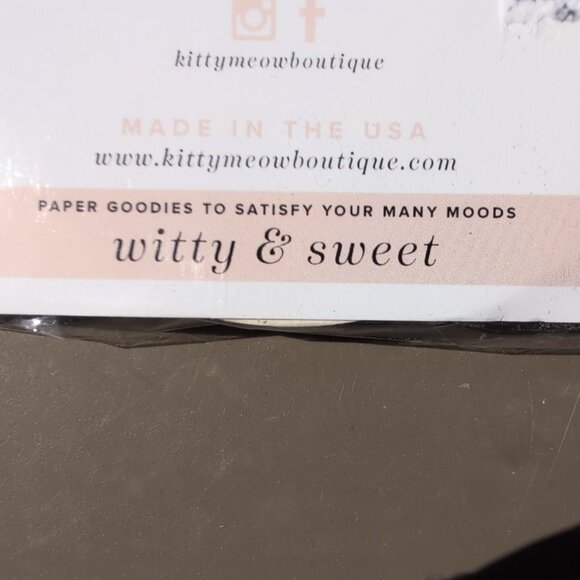 kittymeowboutique
MADE IN THE USA
www.kittymeowboutique.com
PAPER GOODIES TO SATISFY YOUR MANY MOODS
witty & sweet